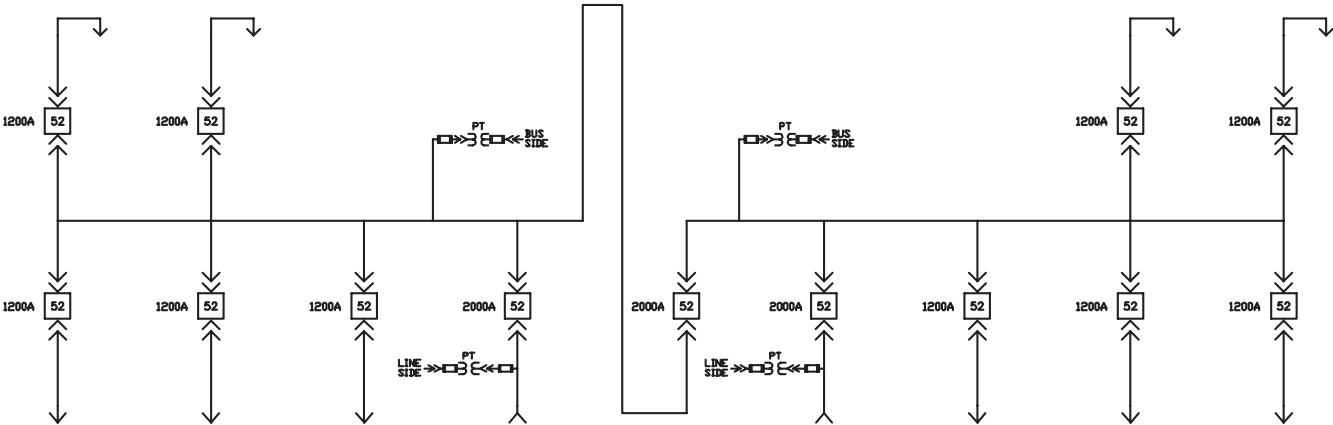 1200A 52 1200A 52 1200A 52 1200A 52
PT PT
BUS BUS
SIDE SIDE
1200A 52 1200A 52 1200A 52 2000A 52 2000A 52 2000A 52 1200A 52 1200A 52 1200A 52
PT PT
LINE LINE
SIDE SIDE